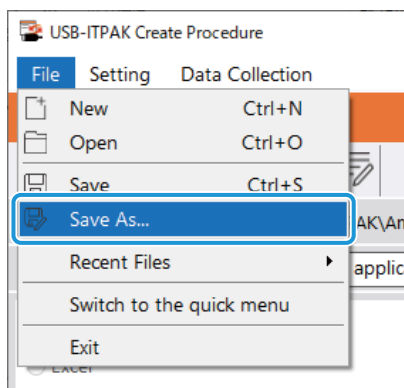 USB-ITPAK Create Procedure
File Setting Data Collection
New Ctrl+N
Open Ctrl+O
Save Ctrl+S
Save As...
Recent Files
Switch to the quick menu
Exit
Excel